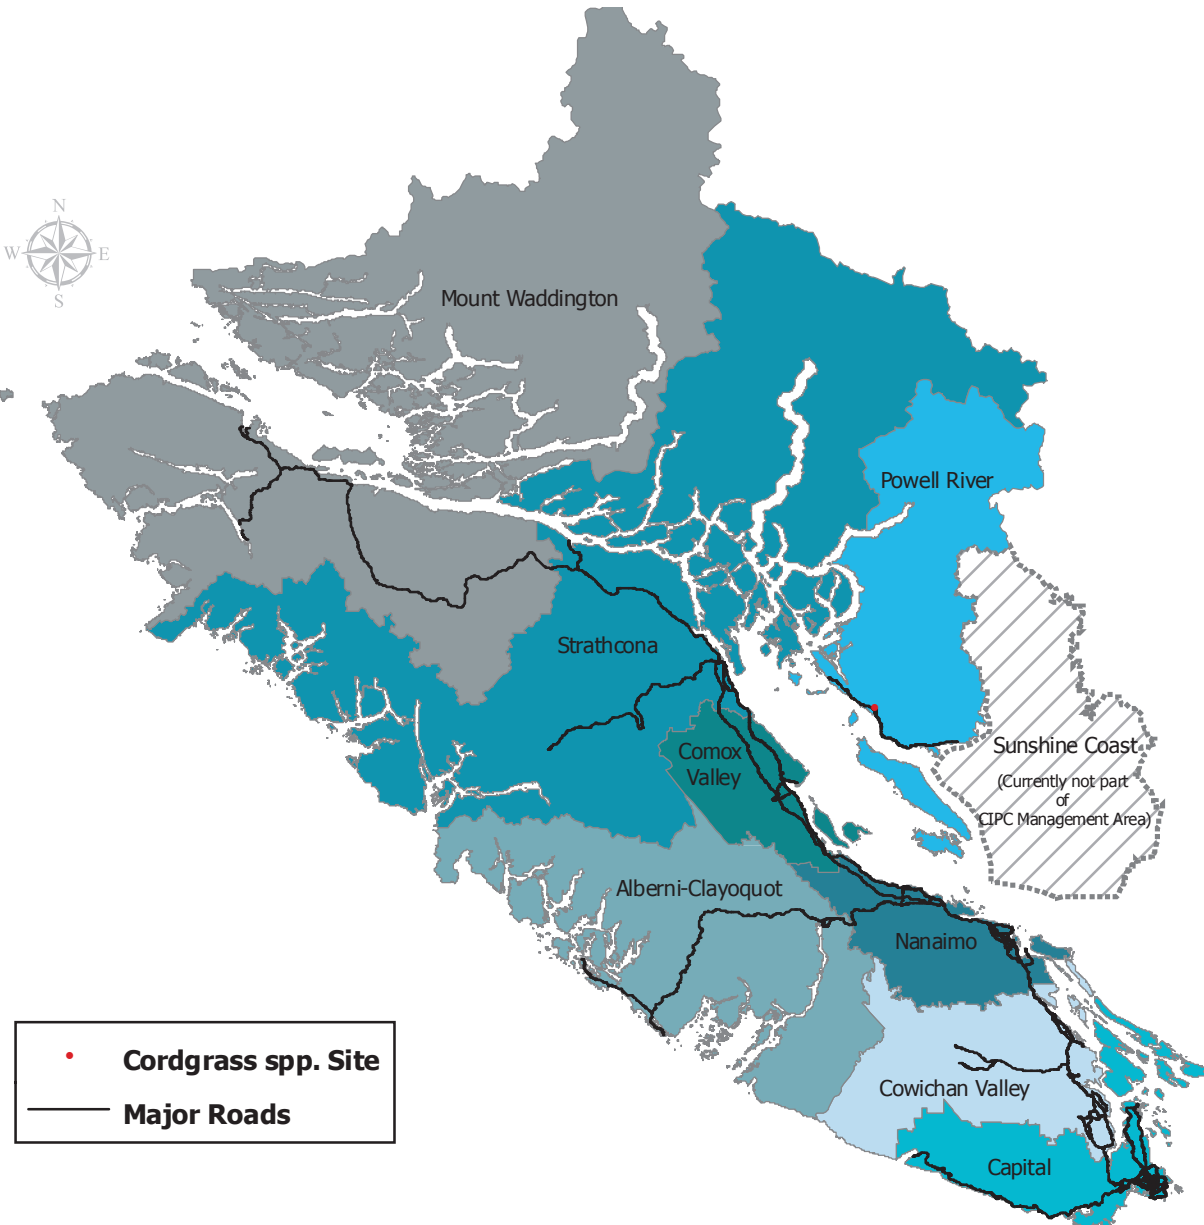 N
W E
S
Mount Waddington
Powell River
Strathcona
Comox
Valley
Sunshine Coast
(Currently not part
of
CIPC Management Area)
Alberni-Clayoquot
Nanaimo
Cowichan Valley
Capital
Cordgrass spp. Site
Major Roads